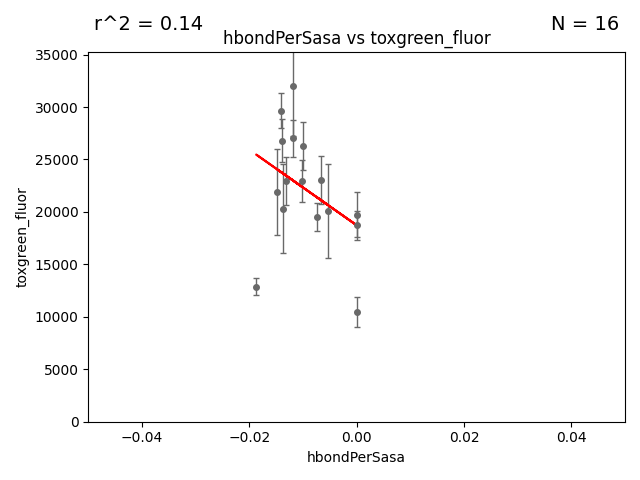 r^2 = 0.14
N = 16
hbondPerSasa vs toxgreen_fluor
35000
30000
25000
20000
15000
10000
5000
0
toxgreen_fluor
−0.04
−0.02
0.00
0.02
0.04
hbondPerSasa